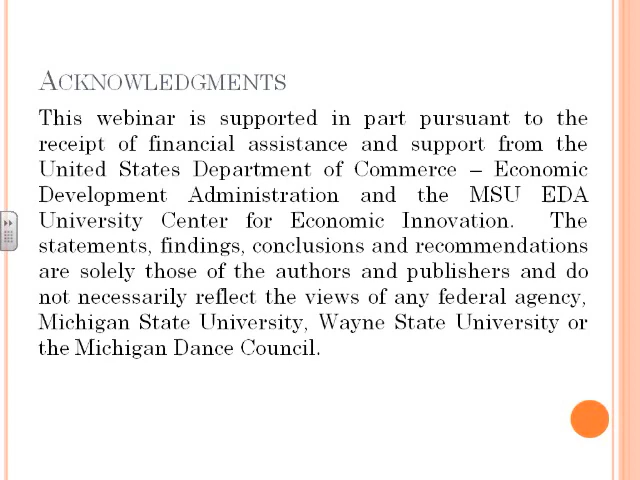 ACKNOWLEDGMENTS
This webinar is supported in part pursuant to the
receipt of financial assistance and support from the
United States Department of Commerce – Economic
Development Administration and the MSU EDA
University Center for Economic Innovation. The
statements, findings, conclusions and recommendations
are solely those of the authors and publishers and do
not necessarily reflect the views of any federal agency,
Michigan State University, Wayne State University or
the Michigan Dance Council.